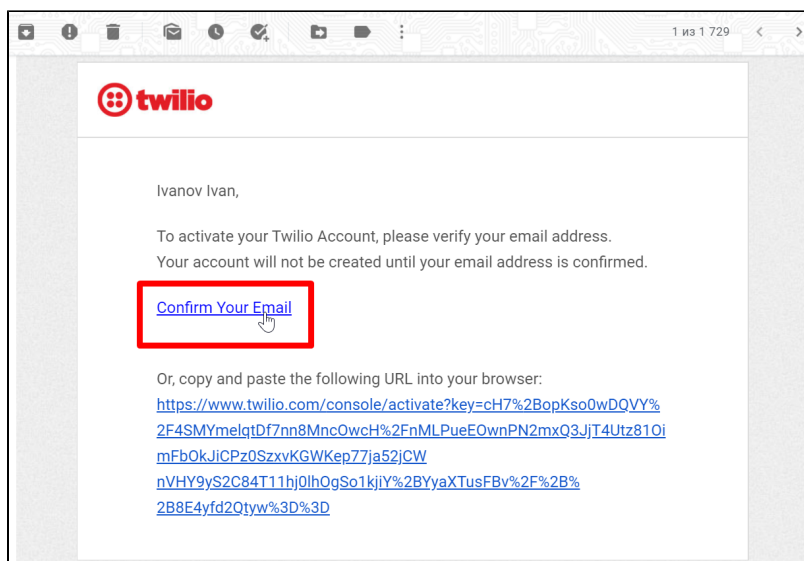 1 из 1 729
twilio
Ivanov Ivan,
To activate your Twilio Account, please verify your email address.
Your account will not be created until your email address is confirmed.
Confirm Your Email
Or, copy and paste the following URL into your browser:
https://www.twilio.com/console/activate?key=cH7%2BopKso0wDQVY%
2F4SMYmelqtDf7nn8MncOwcH%2FnMLPueEOwnPN2mxQ3JjT4Utz81Oi
mFbOkJiCPz0SzxvKGWKep77ja52jCW
nVHY9yS2C84T11hj0lhOgSo1kjiY%2BYyaXTusFBv%2F%2B%
2B8E4yfd2Qtyw%3D%3D